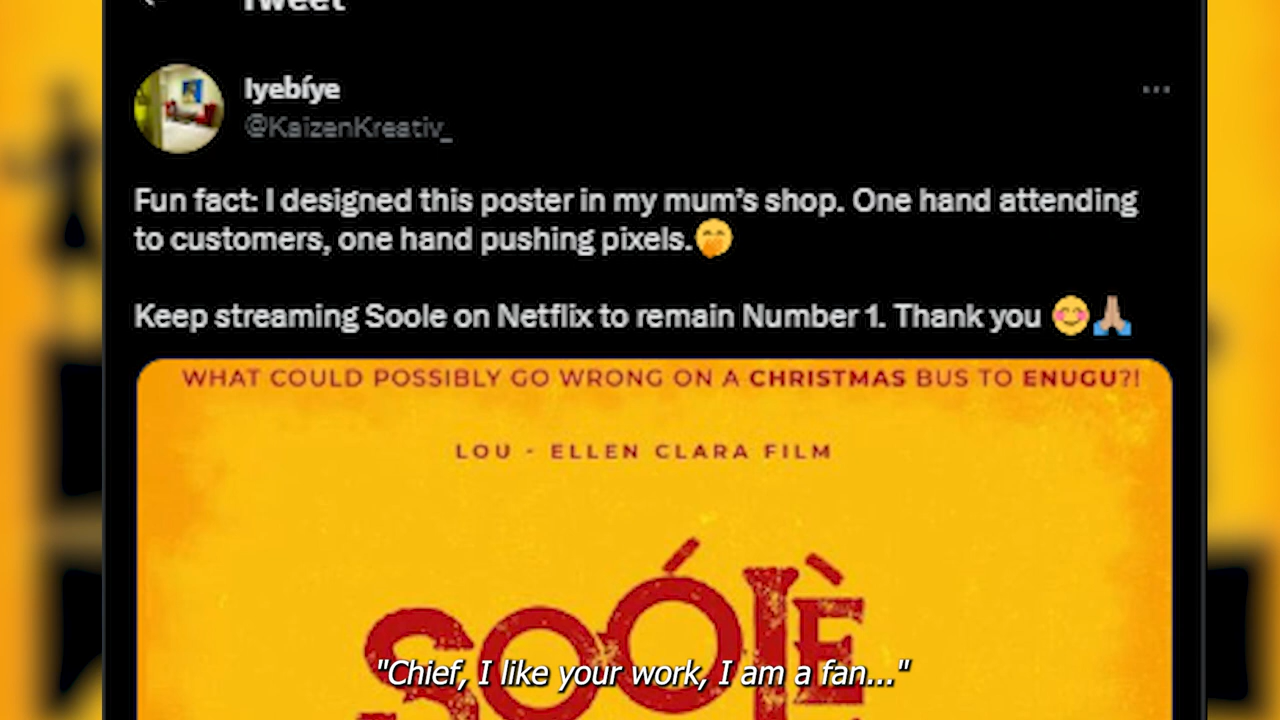 Tweet
Iyebíye
@KaizenKreativ_
Fun fact: I designed this poster in my mum’s shop. One hand attending
to customers, one hand pushing pixels.🤭
Keep streaming Soole on Netflix to remain Number 1. Thank you 😊🙏🏼
WHAT COULD POSSIBLY GO WRONG ON A CHRISTMAS BUS TO ENUGU?!
LOU - ELLEN CLARA FILM
SOÓLÈ
"Chief, I like your work, I am a fan..."